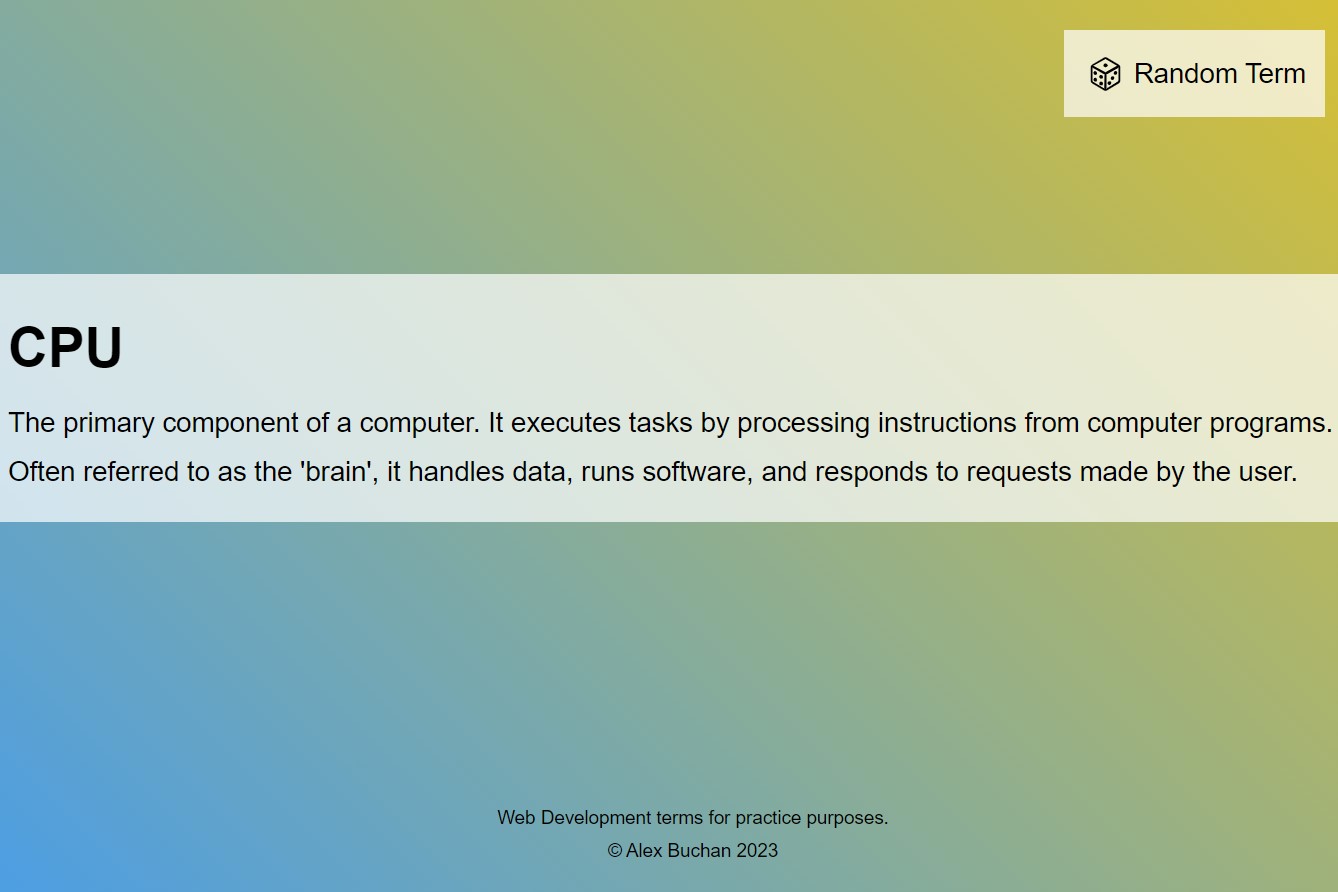 Random Term
CPU
The primary component of a computer. It executes tasks by processing instructions from computer programs.
Often referred to as the 'brain', it handles data, runs software, and responds to requests made by the user.
Web Development terms for practice purposes.
© Alex Buchan 2023